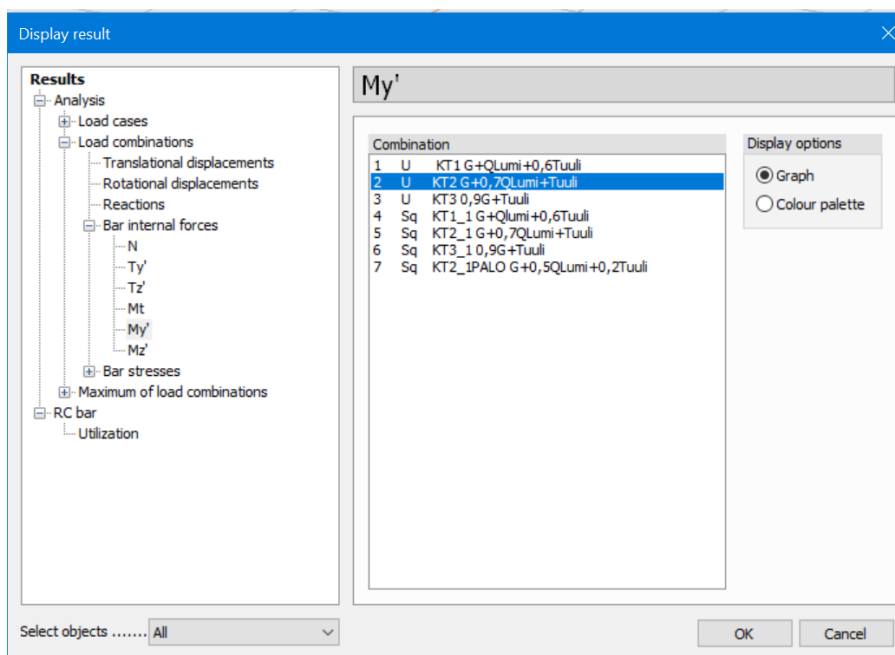 Display result
Results
Analysis
Load cases
Load combinations
Translational displacements
Rotational displacements
Reactions
Bar internal forces
N
Ty'
Tz'
Mt
My'
Mz'
Bar stresses
Maximum of load combinations
RC bar
Utilization
My'
Combination
1 U KT1 G+QLumi+0,6Tuuli
2 U KT2 G+0,7QLumi+Tuuli
3 U KT3 0,9G+Tuuli
4 Sq KT1_1 G+Qlumi+0,6Tuuli
5 Sq KT2_1 G+0,7QLumi+Tuuli
6 Sq KT3_1 0,9G+Tuuli
7 Sq KT2_1PALO G+0,5QLumi+0,2Tuuli
Display options
Graph
Colour palette
Select objects ....... All
OK Cancel